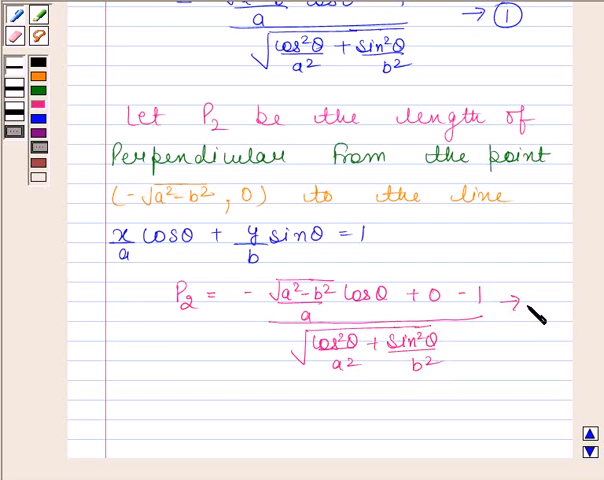 a
√(cos²θ/a² + sin²θ/b²) → ①
Let P₂ be the length of
Perpendicular from the point
(-√a²-b², 0) to the line
x/a cosθ + y/b sinθ = 1
P₂ = - √a²-b²/a cosθ + 0 - 1 →
√(cos²θ/a² + sin²θ/b²)